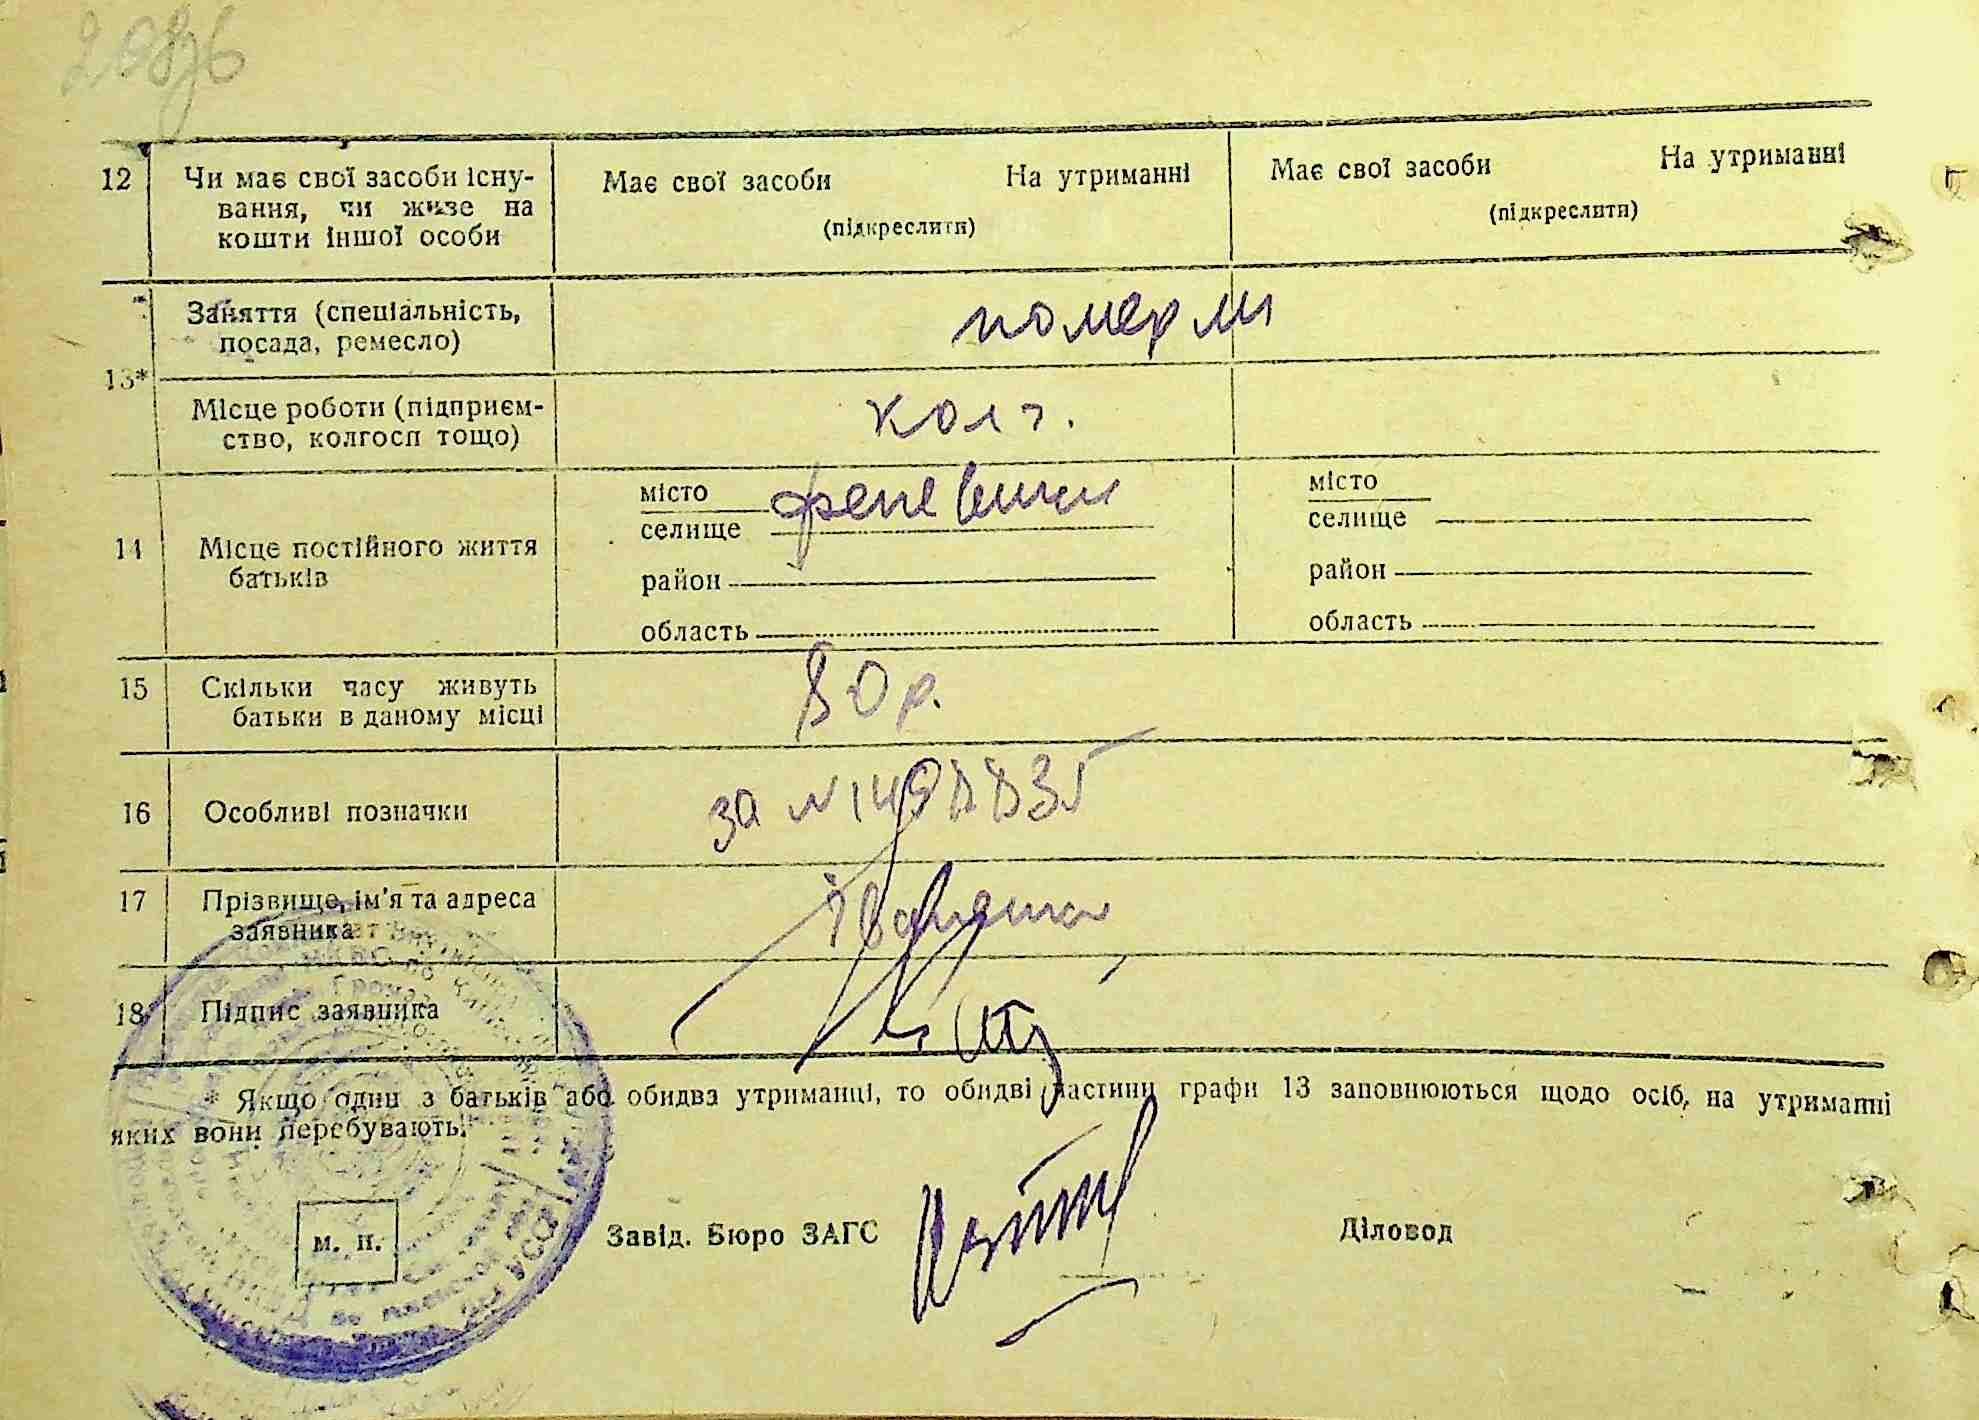 12 Чи має свої засоби існу- Має свої засоби На утриманні Має свої засоби На утриманні
вання, чи живе на (підкреслити) (підкреслити)
кошти іншої особи
Заняття (спеціальність, померли
посада, ремесло)
13*
Місце роботи (підприєм- колг.
ство, колгосп тощо)
місто місто
селище селище
14 Місце постійного життя
батьків
район район
область область
15 Скільки часу живуть 80 р.
батьки в даному місці
16 Особливі позначки за №
17 Прізвище, ім'я та адреса
заявника
18 Підпис заявника
* Якщо один з батьків або обидва утриманці, то обидві частини графи 13 заповнюються щодо осіб, на утриманні
яких вони перебувають.
м. п. Завід. Бюро ЗАГС Діловод